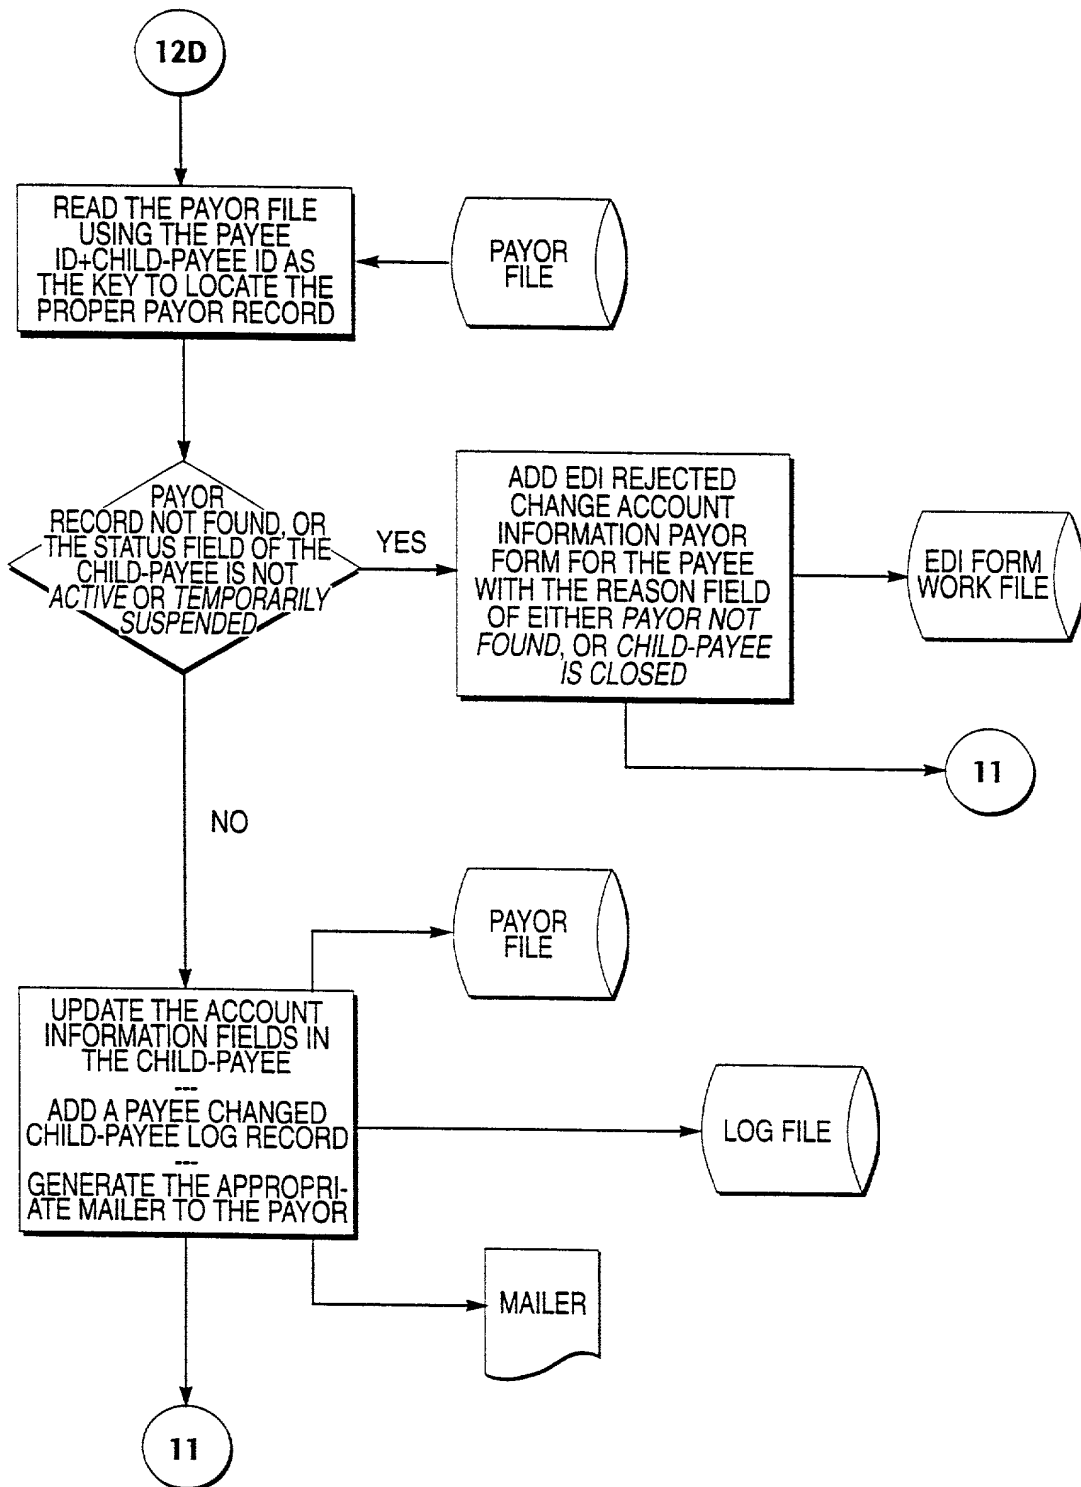 12D
READ THE PAYOR FILE
USING THE PAYEE
ID+CHILD-PAYEE ID AS
THE KEY TO LOCATE THE
PROPER PAYOR RECORD
PAYOR
FILE
PAYOR
RECORD NOT FOUND, OR
THE STATUS FIELD OF THE
CHILD-PAYEE IS NOT
ACTIVE OR TEMPORARILY
SUSPENDED
YES
ADD EDI REJECTED
CHANGE ACCOUNT
INFORMATION PAYOR
FORM FOR THE PAYEE
WITH THE REASON FIELD
OF EITHER PAYOR NOT
FOUND, OR CHILD-PAYEE
IS CLOSED
EDI FORM
WORK FILE
11
NO
PAYOR
FILE
UPDATE THE ACCOUNT
INFORMATION FIELDS IN
THE CHILD-PAYEE
---
ADD A PAYEE CHANGED
CHILD-PAYEE LOG RECORD
---
GENERATE THE APPROPRI-
ATE MAILER TO THE PAYOR
LOG FILE
MAILER
11